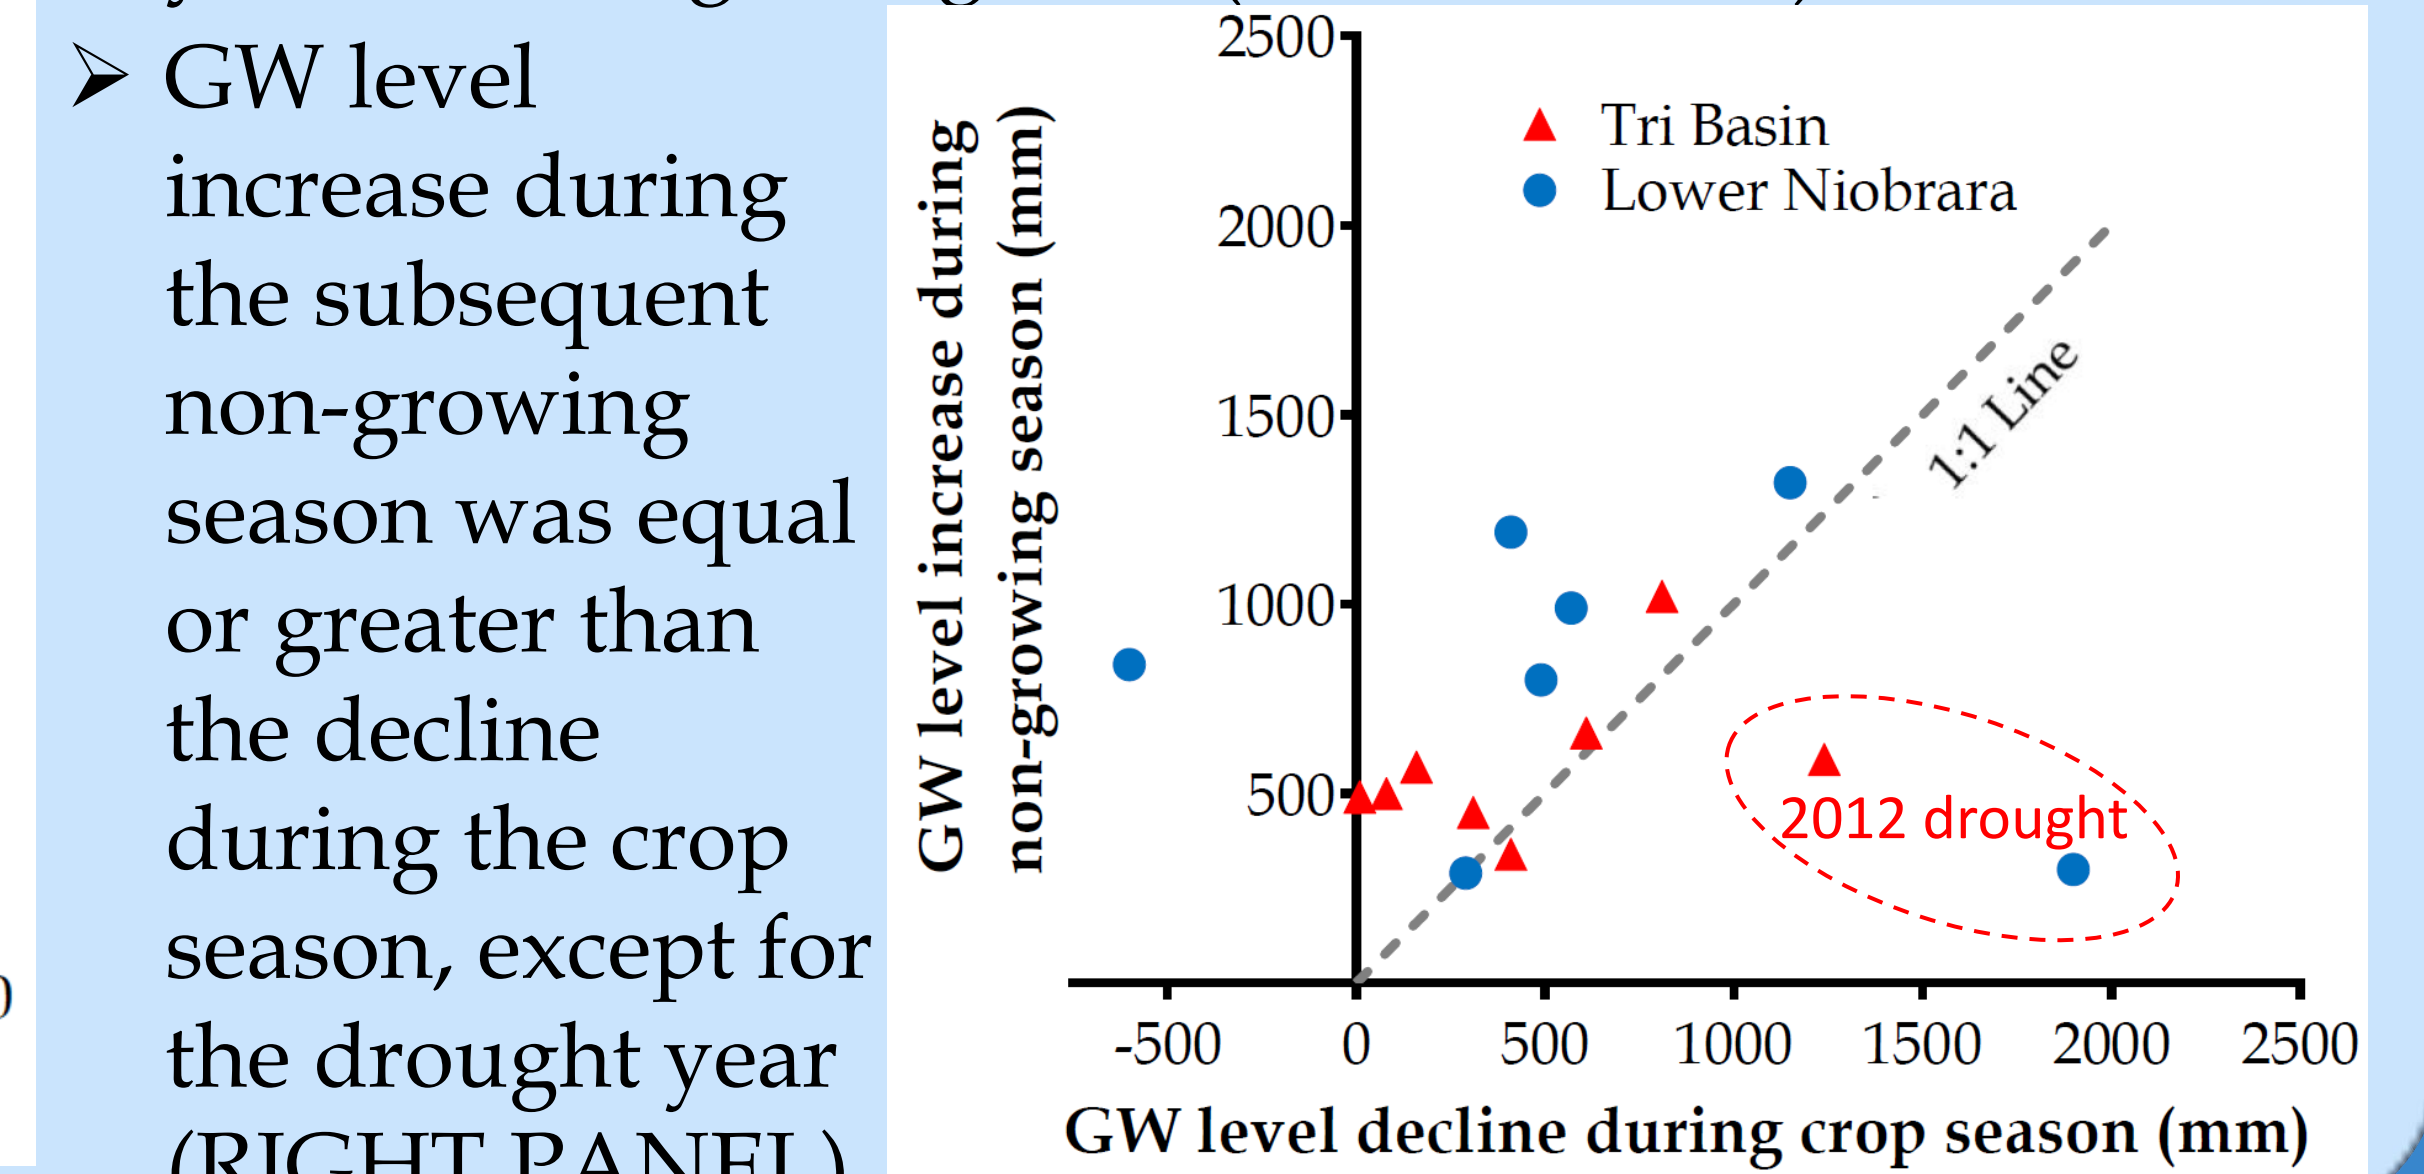 ➢ GW level
increase during
the subsequent
non-growing
season was equal
or greater than
the decline
during the crop
season, except for
the drought year
(RIGHT PANEL)
GW level increase during
non-growing season (mm)
2500
2000
1500
1000
500
Tri Basin
Lower Niobrara
1:1 Line
2012 drought
-500 0 500 1000 1500 2000 2500
GW level decline during crop season (mm)